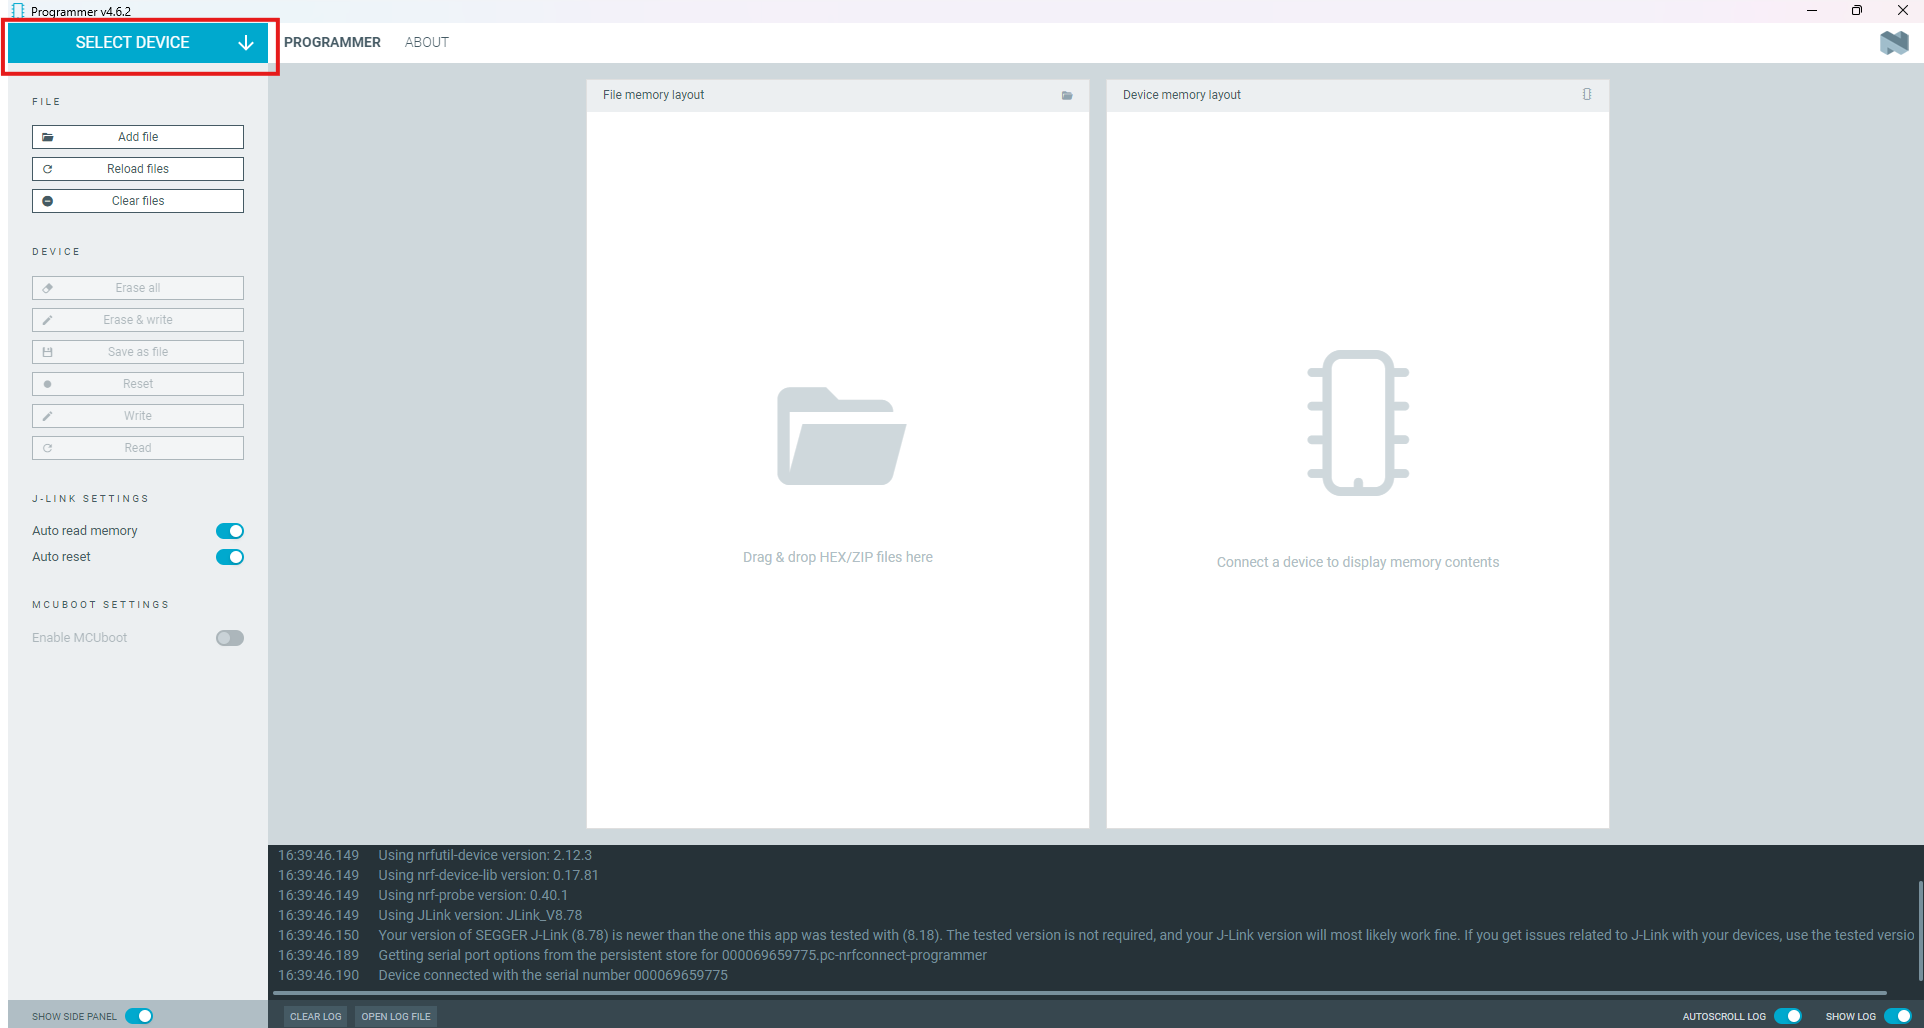 Programmer v4.6.2
SELECT DEVICE
PROGRAMMER
ABOUT
FILE
Add file
Reload files
Clear files
DEVICE
Erase all
Erase & write
Save as file
Reset
Write
Read
J-LINK SETTINGS
Auto read memory
Auto reset
MCUBOOT SETTINGS
Enable MCUboot
SHOW SIDE PANEL
File memory layout
Drag & drop HEX/ZIP files here
Device memory layout
Connect a device to display memory contents
16:39:46.149 Using nrfutil-device version: 2.12.3
16:39:46.149 Using nrf-device-lib version: 0.17.81
16:39:46.149 Using nrf-probe version: 0.40.1
16:39:46.149 Using JLink version: JLink_V8.78
16:39:46.150 Your version of SEGGER J-Link (8.78) is newer than the one this app was tested with (8.18). The tested version is not required, and your J-Link version will most likely work fine. If you get issues related to J-Link with your devices, use the tested versio
16:39:46.189 Getting serial port options from the persistent store for 000069659775.pc-nrfconnect-programmer
16:39:46.190 Device connected with the serial number 000069659775
CLEAR LOG
OPEN LOG FILE
AUTOSCROLL LOG
SHOW LOG